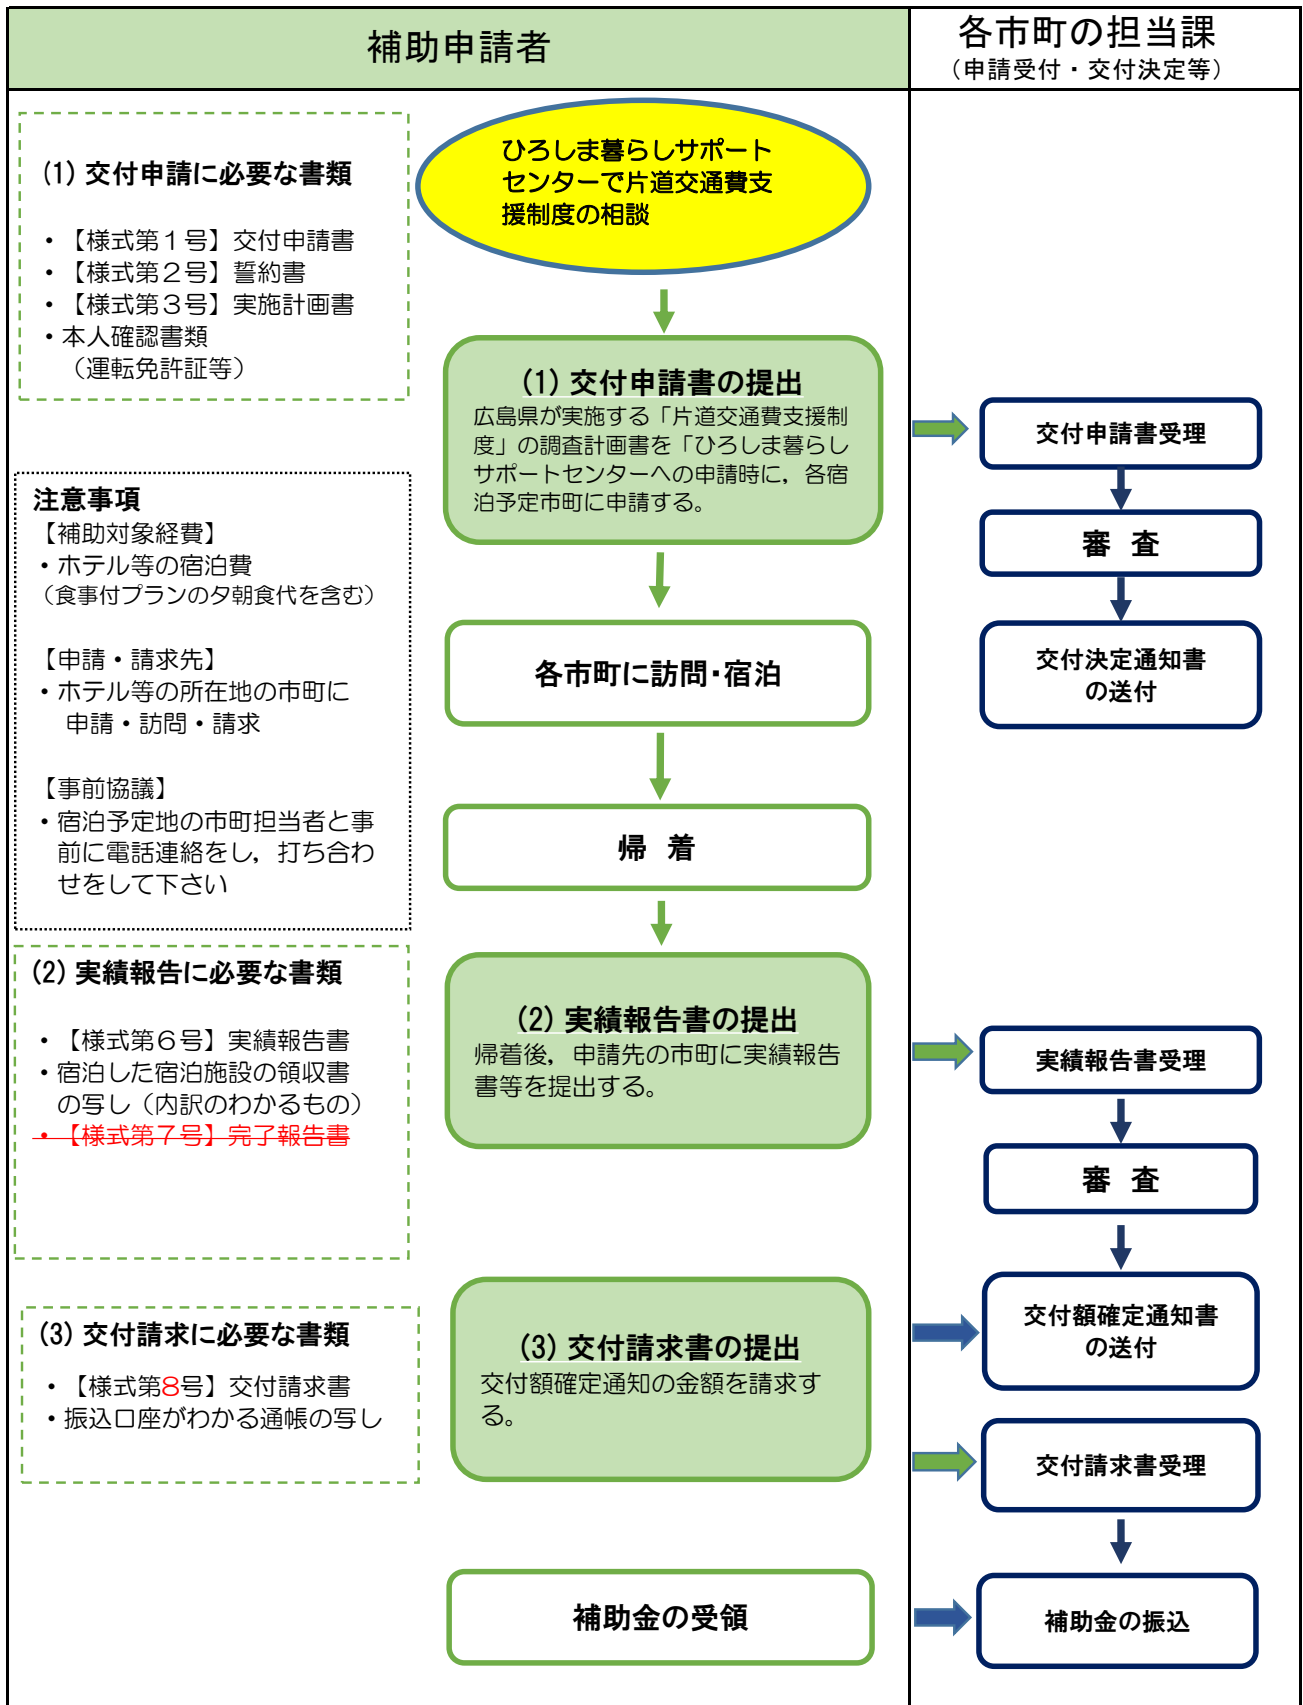 補助申請者
各市町の担当課
（申請受付・交付決定等）
(1) 交付申請に必要な書類
・【様式第１号】交付申請書
・【様式第２号】誓約書
・【様式第３号】実施計画書
・本人確認書類
（運転免許証等）
ひろしま暮らしサポート
センターで片道交通費支
援制度の相談
(1) 交付申請書の提出
広島県が実施する「片道交通費支援制
度」の調査計画書を「ひろしま暮らし
サポートセンターへの申請時に，各宿
泊予定市町に申請する。
交付申請書受理
審 査
交付決定通知書
の送付
注意事項
【補助対象経費】
・ホテル等の宿泊費
（食事付プランの夕朝食代を含む）
【申請・請求先】
・ホテル等の所在地の市町に
申請・訪問・請求
【事前協議】
・宿泊予定地の市町担当者と事
前に電話連絡をし，打ち合わ
せをして下さい
各市町に訪問・宿泊
帰 着
(2) 実績報告に必要な書類
・【様式第６号】実績報告書
・宿泊した宿泊施設の領収書
の写し（内訳のわかるもの）
・【様式第７号】完了報告書
(2) 実績報告書の提出
帰着後，申請先の市町に実績報告
書等を提出する。
実績報告書受理
審 査
交付額確定通知書
の送付
(3) 交付請求に必要な書類
・【様式第８号】交付請求書
・振込口座がわかる通帳の写し
(3) 交付請求書の提出
交付額確定通知の金額を請求す
る。
交付請求書受理
補助金の受領
補助金の振込